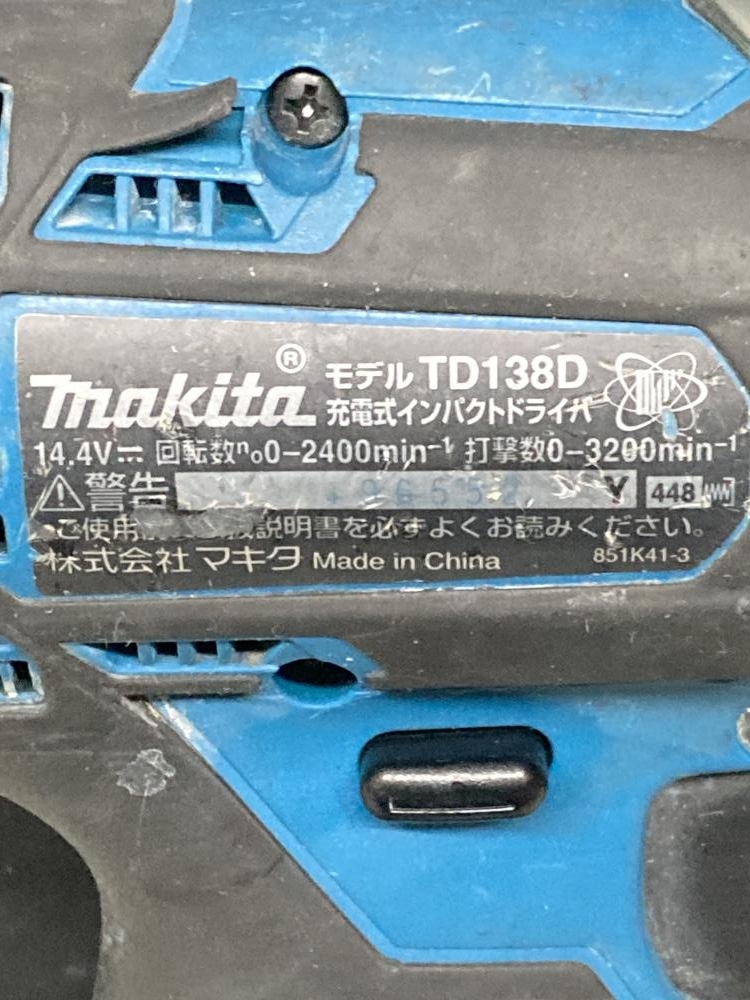 makita® モデル TD138D
充電式インパクトドライバ
14.4V⎓ 回転数n₀0-2400min⁻¹ 打撃数0-3200min⁻¹
⚠警告 Y 448
ご使用 説明書を必ずよくお読みください。
株式会社 マキタ Made in China 851K41-3